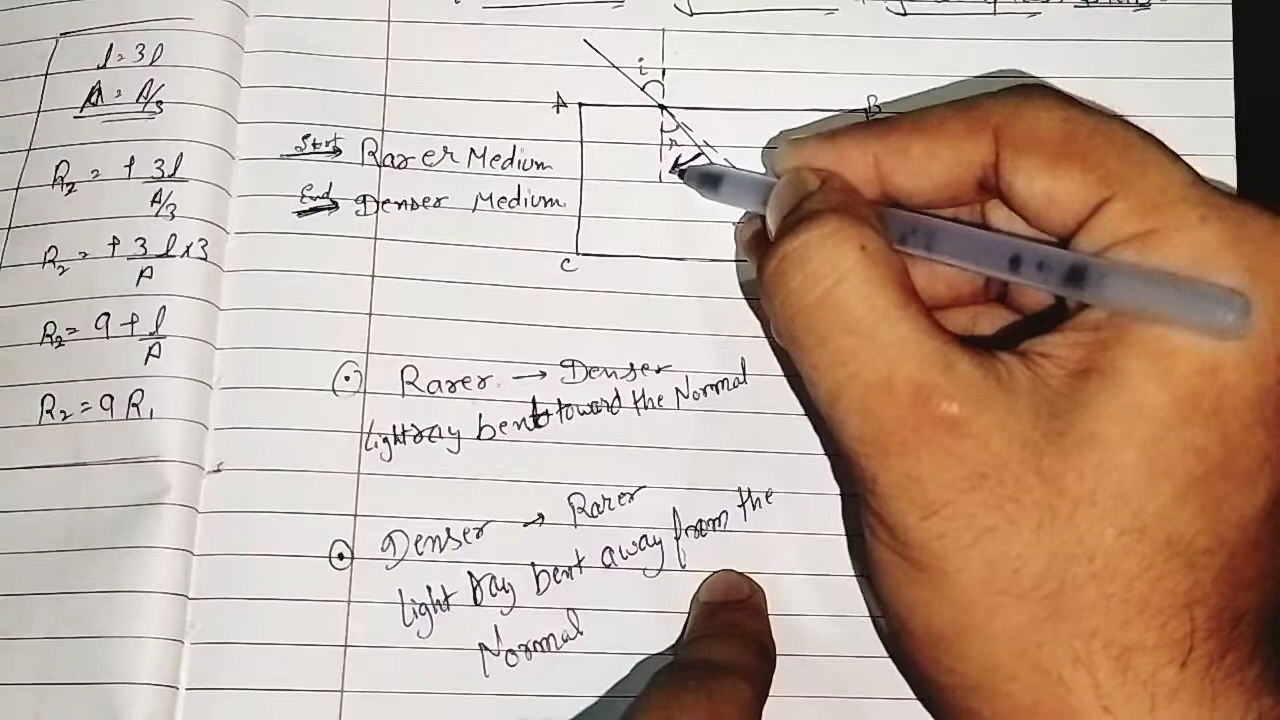 l = 3l
A = A/3
R₂ = ρ 3l
A/3
R₂ = ρ 3l×3
A
R₂ = 9 ρ l
A
R₂ = 9 R₁
i
A
B
r
Start Rarer Medium
End Denser Medium
C
Rarer → Denser
light ray bent toward the Normal
Denser → Rarer
light ray bent away from the
Normal